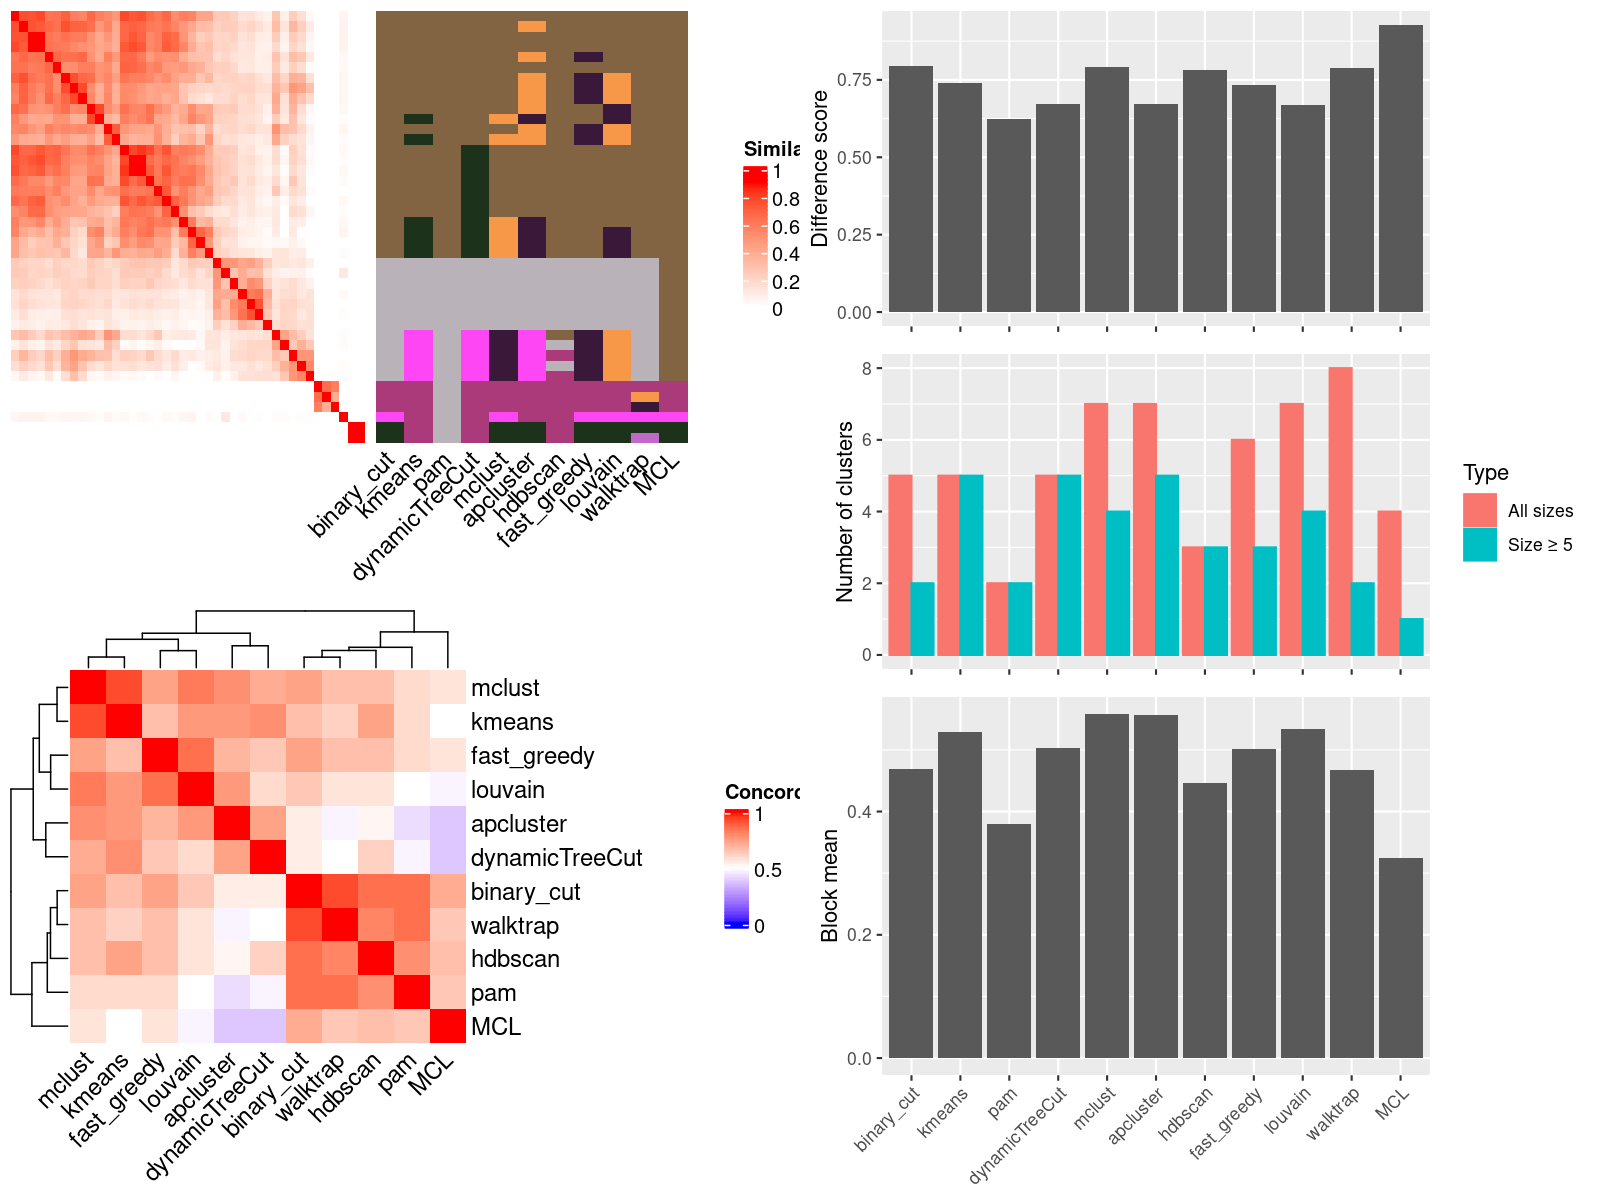 Simila
1
0.8
0.6
0.4
0.2
0
binary_cut
kmeans
pam
dynamicTreeCut
mclust
apcluster
hdbscan
fast_greedy
louvain
walktrap
MCL
mclust
kmeans
fast_greedy
louvain
apcluster
dynamicTreeCut
binary_cut
walktrap
hdbscan
pam
MCL
mclust
kmeans
fast_greedy
louvain
apcluster
dynamicTreeCut
binary_cut
walktrap
hdbscan
pam
MCL
Concord
1
0.5
0
Difference score
0.75
0.50
0.25
0.00
Number of clusters
8
6
4
2
0
Type
All sizes
Size ≥ 5
Block mean
0.4
0.2
0.0
binary_cut
kmeans
pam
dynamicTreeCut
mclust
apcluster
hdbscan
fast_greedy
louvain
walktrap
MCL